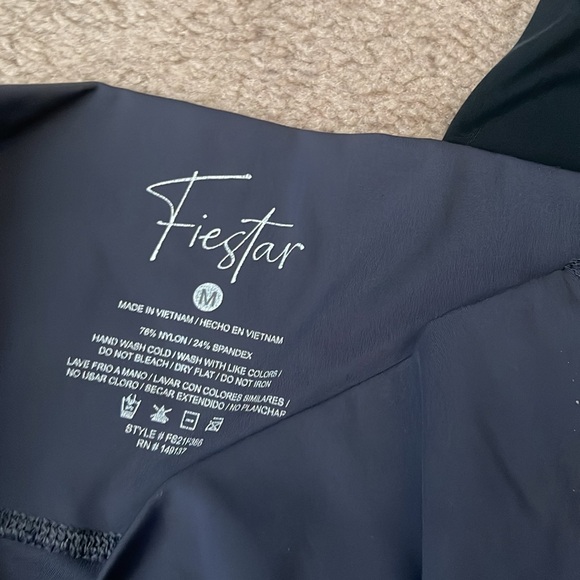 Fiestar
M
MADE IN VIETNAM / HECHO EN VIETNAM
76% NYLON / 24% SPANDEX
HAND WASH COLD / WASH WITH LIKE COLORS /
DO NOT BLEACH / DRY FLAT / DO NOT IRON
LAVE FRIO A MANO / LAVAR CON COLORES SIMILARES /
NO USAR CLORO / SECAR EXTENDIDO / NO PLANCHAR
STYLE #
RN # 149137